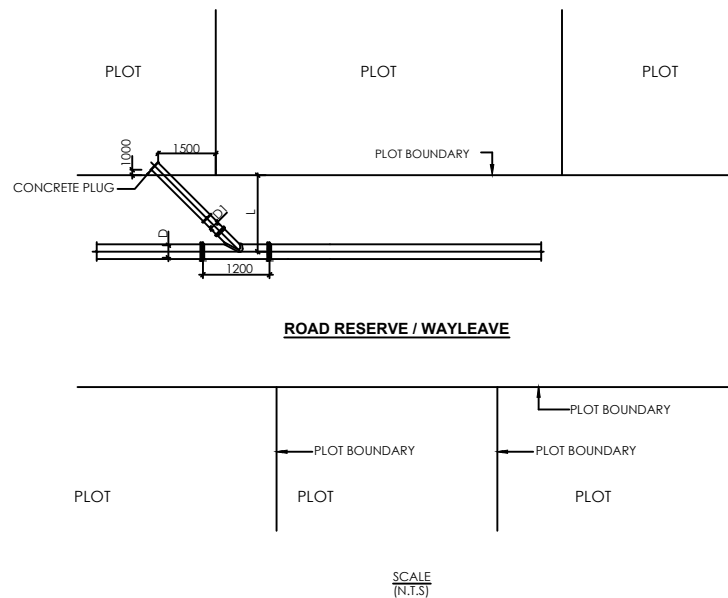 PLOT
PLOT
PLOT
1000
1500
PLOT BOUNDARY
CONCRETE PLUG
D1
L
D
1200
ROAD RESERVE / WAYLEAVE
PLOT BOUNDARY
PLOT BOUNDARY
PLOT BOUNDARY
PLOT
PLOT
PLOT
SCALE
(N.T.S)